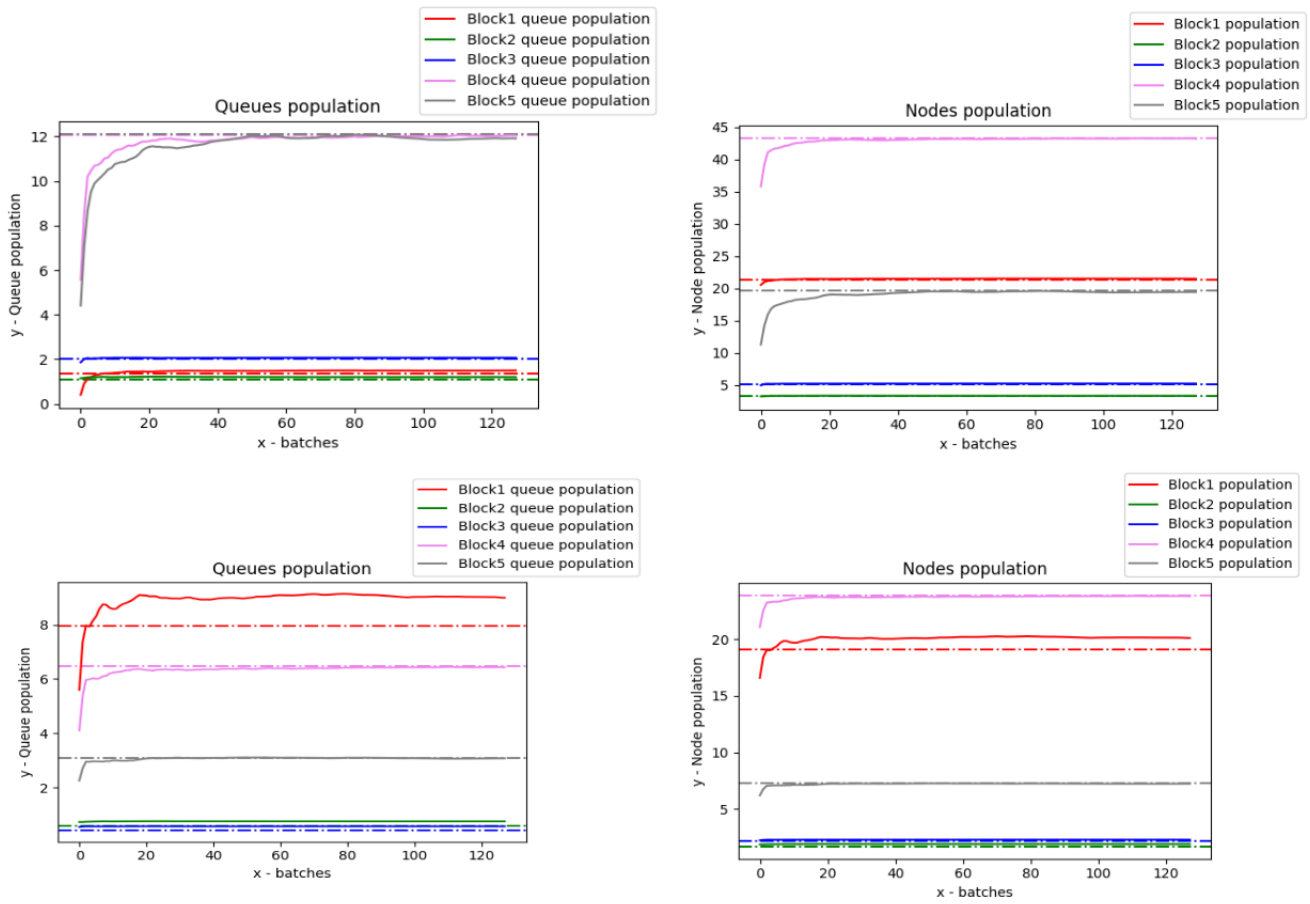 Block1 queue population
Block2 queue population
Block3 queue population
Block4 queue population
Block5 queue population
Queues population
12
10
8
6
4
2
0
y - Queue population
0 20 40 60 80 100 120
x - batches
Block1 population
Block2 population
Block3 population
Block4 population
Block5 population
Nodes population
45
40
35
30
25
20
15
10
5
y - Node population
0 20 40 60 80 100 120
x - batches
Block1 queue population
Block2 queue population
Block3 queue population
Block4 queue population
Block5 queue population
Queues population
8
6
4
2
y - Queue population
0 20 40 60 80 100 120
x - batches
Block1 population
Block2 population
Block3 population
Block4 population
Block5 population
Nodes population
20
15
10
5
y - Node population
0 20 40 60 80 100 120
x - batches